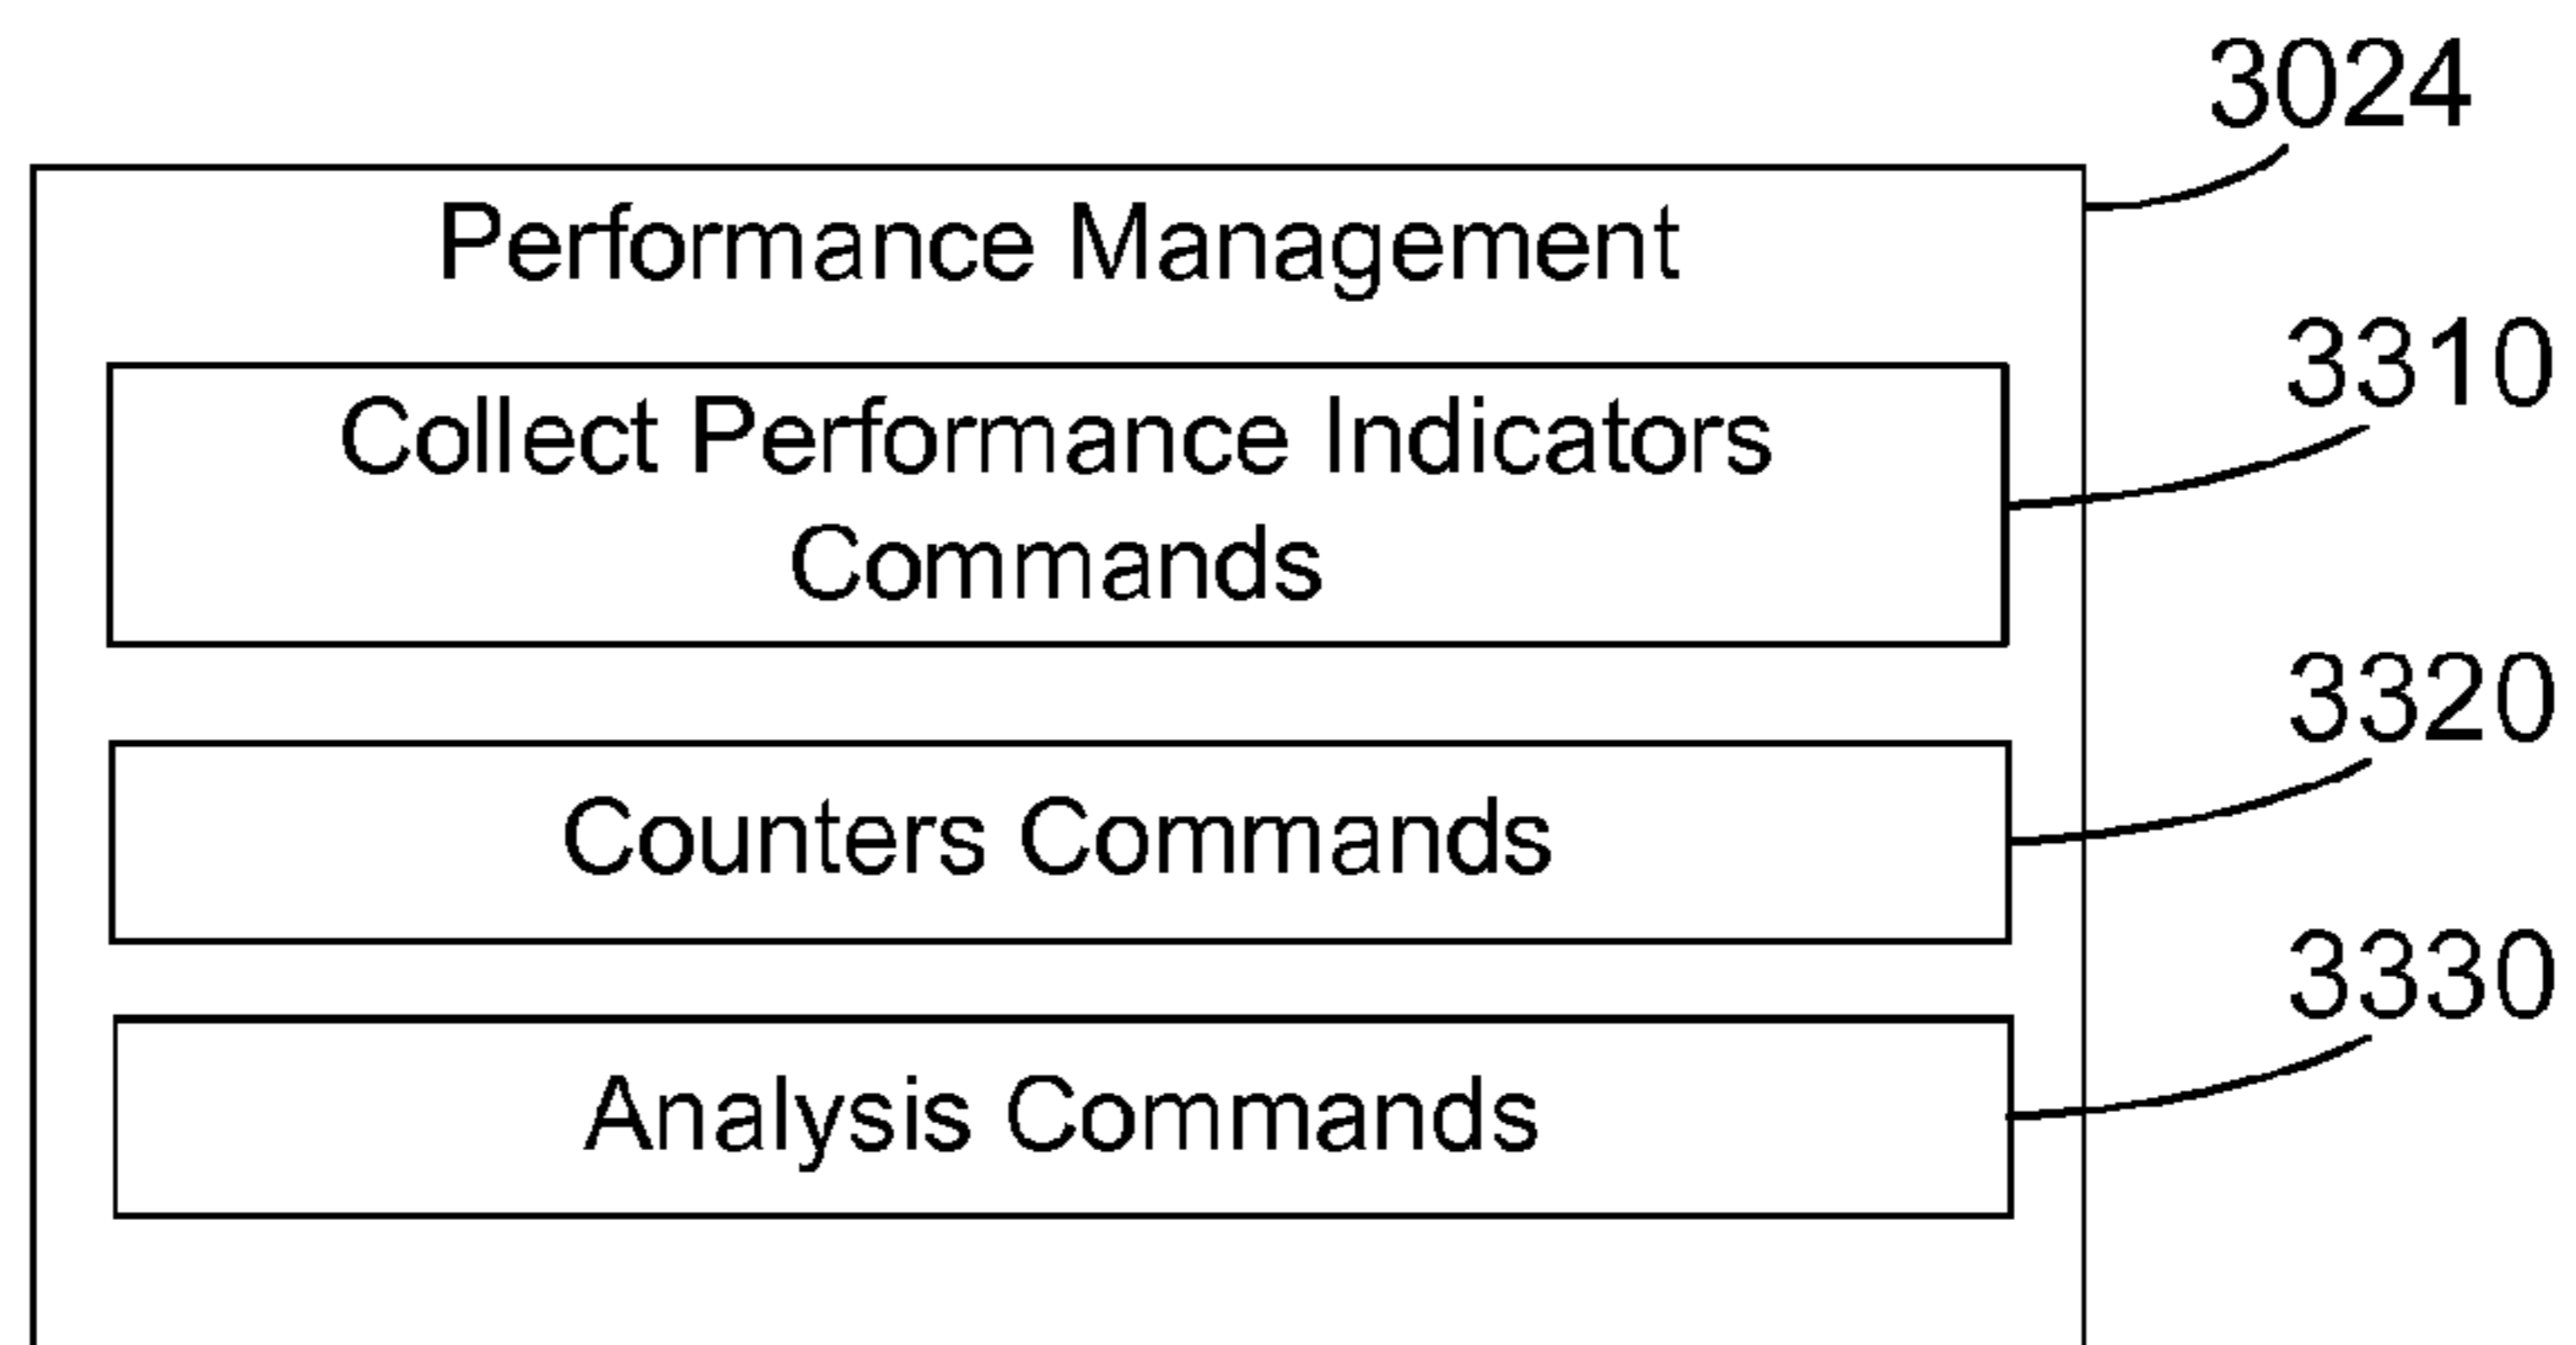 3024
Performance Management
3310
Collect Performance Indicators
Commands
3320
Counters Commands
3330
Analysis Commands